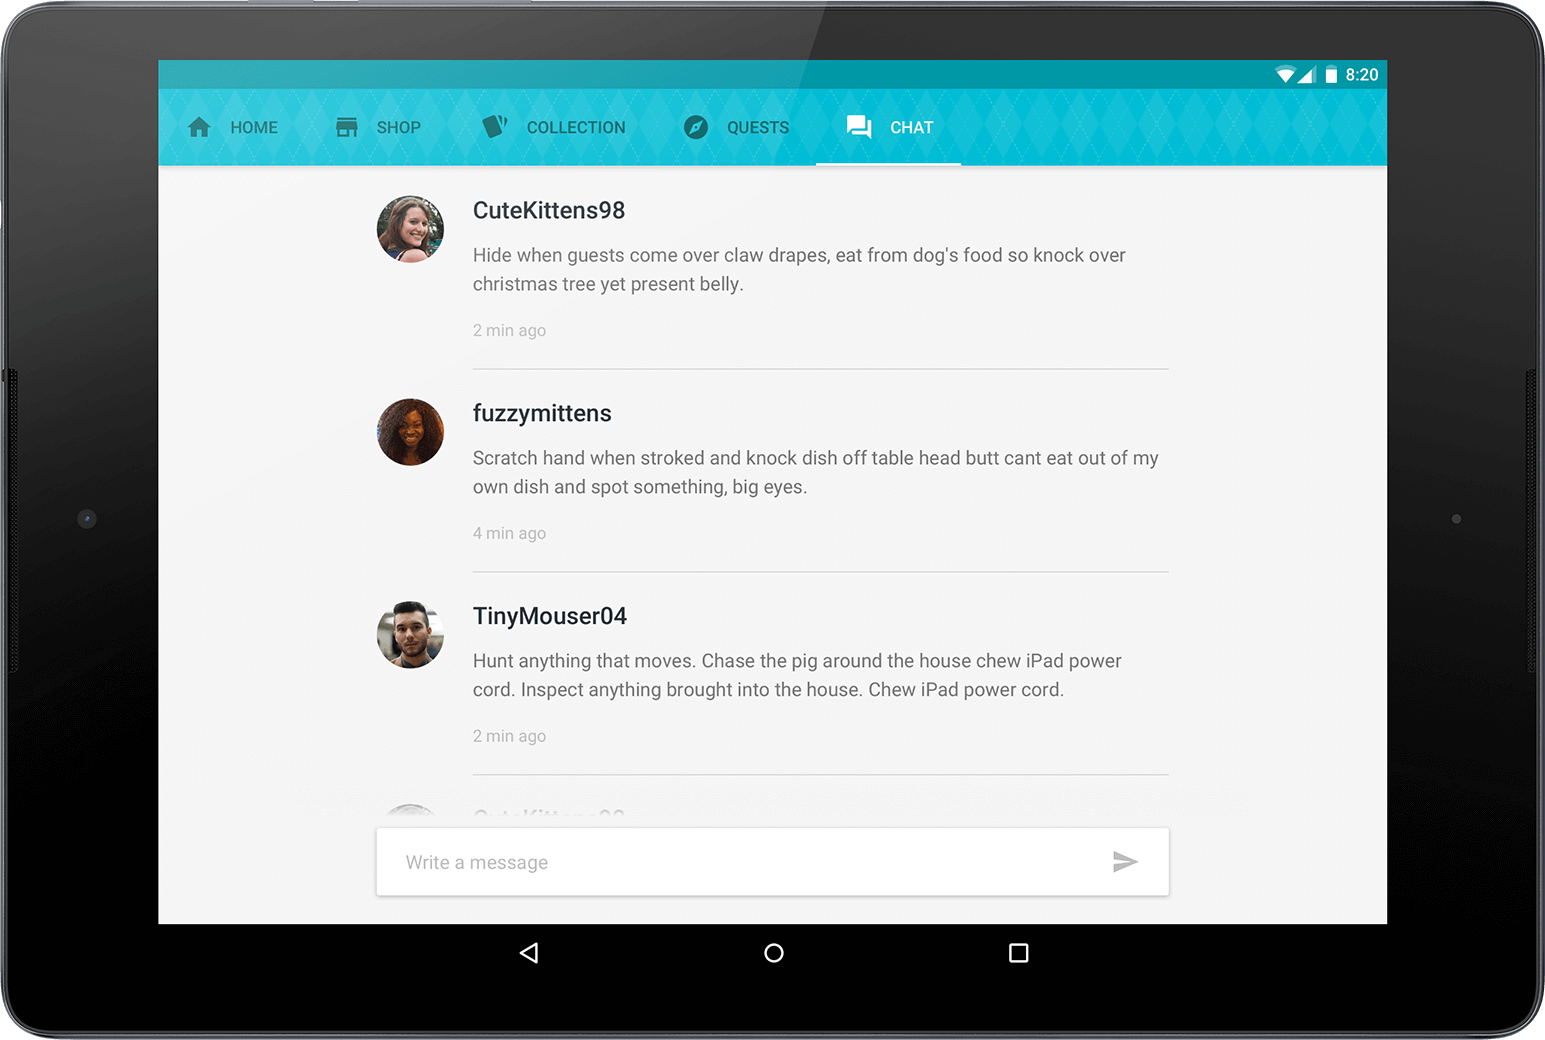 8:20
HOME SHOP COLLECTION QUESTS CHAT
CuteKittens98
Hide when guests come over claw drapes, eat from dog's food so knock over
christmas tree yet present belly.
2 min ago
fuzzymittens
Scratch hand when stroked and knock dish off table head butt cant eat out of my
own dish and spot something, big eyes.
4 min ago
TinyMouser04
Hunt anything that moves. Chase the pig around the house chew iPad power
cord. Inspect anything brought into the house. Chew iPad power cord.
2 min ago
CuteKittens98
Write a message